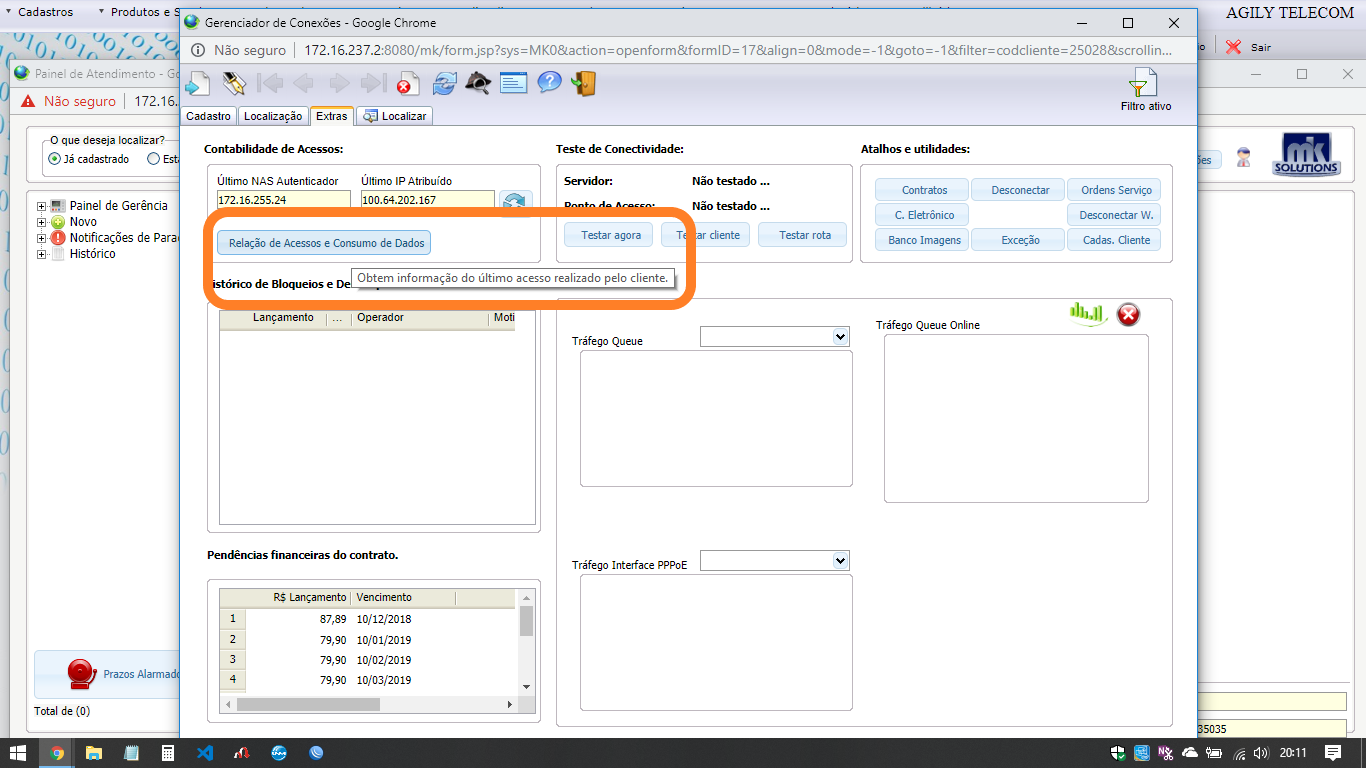 Cadastros
Produtos e S
Gerenciador de Conexões - Google Chrome
AGILY TELECOM
Não seguro
172.16.237.2:8080/mk/form.jsp?sys=MK0&action=openform&formID=17&align=0&mode=-1&goto=-1&filter=codcliente=25028&scrollin...
Sair
Painel de Atendimento - Go
Não seguro
172.16.
Filtro ativo
Cadastro
Localização
Extras
Localizar
O que deseja localizar?
Já cadastrado
Está
MK
SOLUTIONS
Contabilidade de Acessos:
Teste de Conectividade:
Atalhos e utilidades:
Último NAS Autenticador
Último IP Atribuído
172.16.255.24
100.64.202.167
Servidor:
Não testado ...
Ponto de Acesso:
Não testado ...
Contratos
Desconectar
Ordens Serviço
C. Eletrônico
Desconectar W.
Banco Imagens
Exceção
Cadas. Cliente
Testar agora
Testar cliente
Testar rota
Painel de Gerência
Novo
Notificações de Parad
Histórico
Relação de Acessos e Consumo de Dados
Obtem informação do último acesso realizado pelo cliente.
Histórico de Bloqueios e De
Lançamento
...
Operador
Moti
Tráfego Queue
Tráfego Queue Online
Pendências financeiras do contrato.
Tráfego Interface PPPoE
R$ Lançamento
Vencimento
1
87,89
10/12/2018
2
79,90
10/01/2019
3
79,90
10/02/2019
4
79,90
10/03/2019
Prazos Alarmado
Total de (0)
35035
20:11